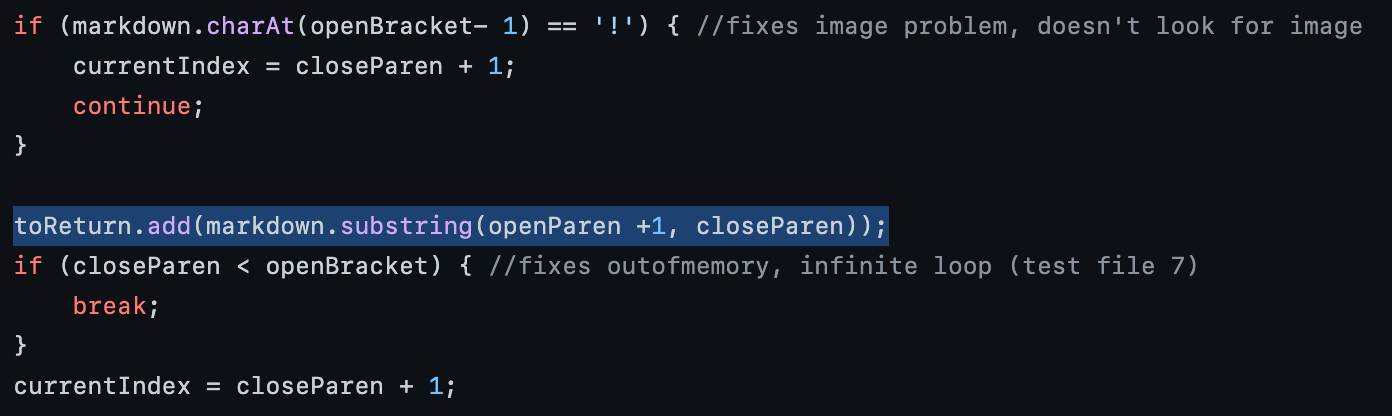 if (markdown.charAt(openBracket- 1) == '!') { //fixes image problem, doesn't look for image
    currentIndex = closeParen + 1;
    continue;
}
toReturn.add(markdown.substring(openParen +1, closeParen));
if (closeParen < openBracket) { //fixes outofmemory, infinite loop (test file 7)
    break;
}
currentIndex = closeParen + 1;